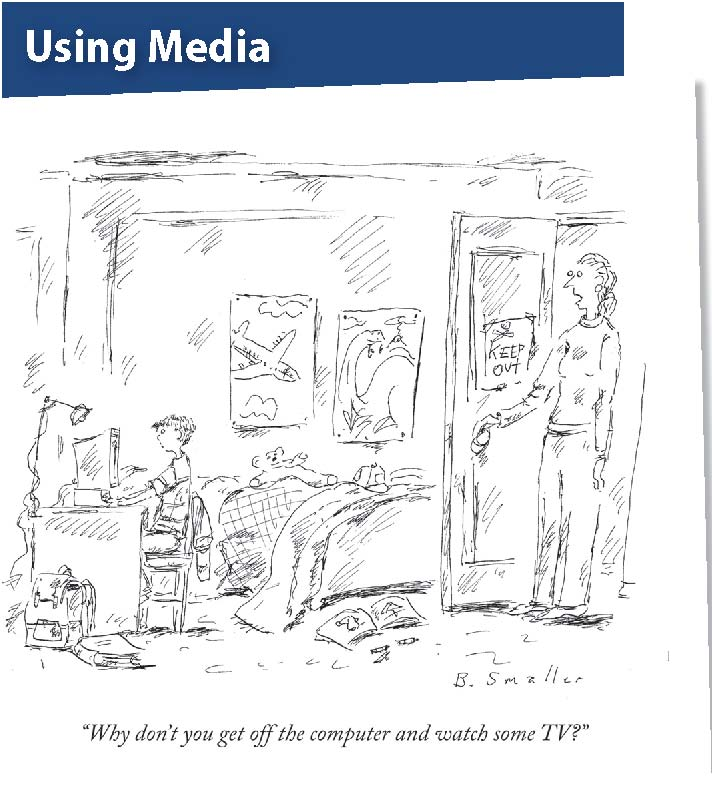 Using Media
KEEP
OUT
B. Smaller
“Why don’t you get off the computer and watch some TV?”